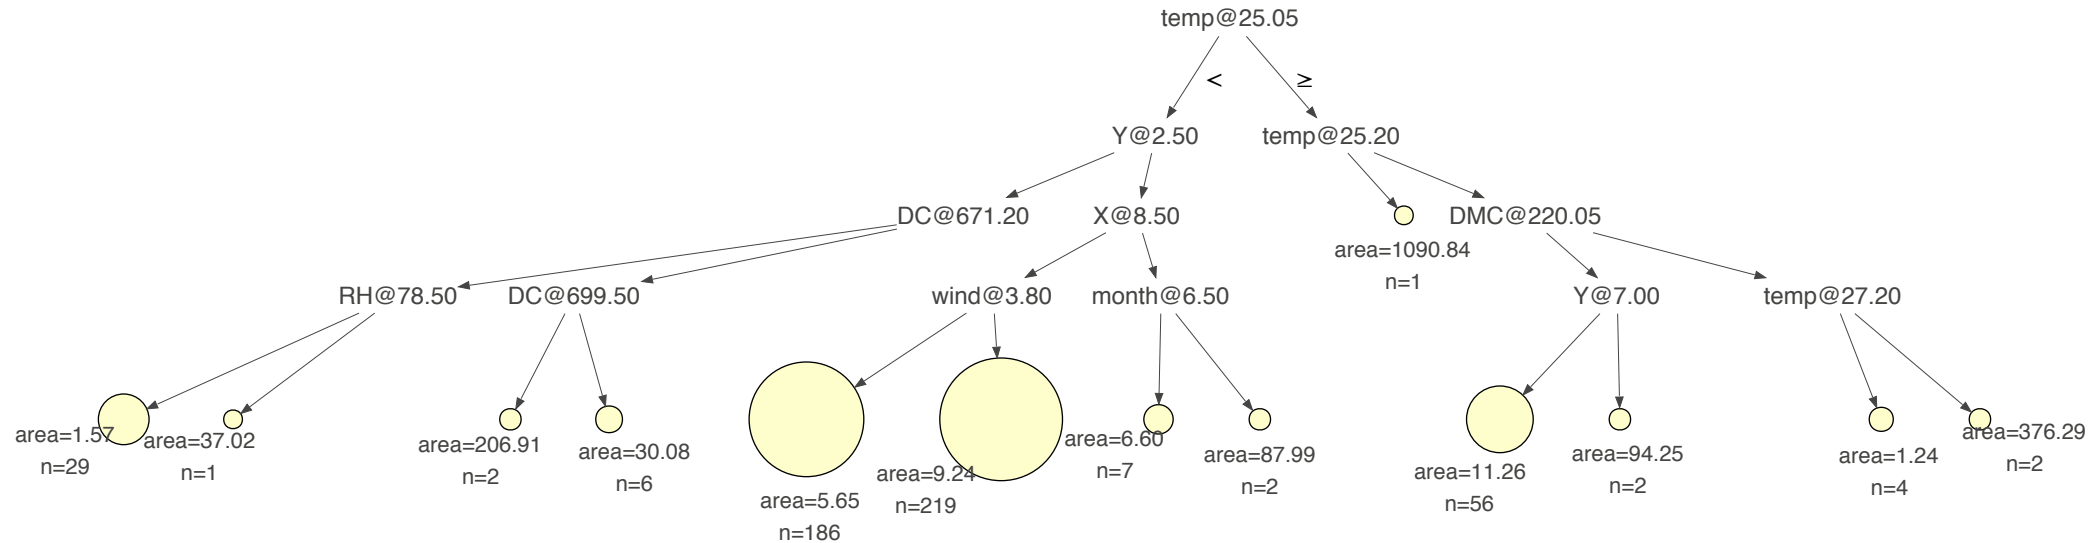 temp@25.05
<
≥
Y@2.50
temp@25.20
DC@671.20
X@8.50
DMC@220.05
area=1090.84
n=1
RH@78.50
DC@699.50
wind@3.80
month@6.50
Y@7.00
temp@27.20
area=1.57
n=29
area=37.02
n=1
area=206.91
n=2
area=30.08
n=6
area=5.65
n=186
area=9.24
n=219
area=6.60
n=7
area=87.99
n=2
area=11.26
n=56
area=94.25
n=2
area=1.24
n=4
area=376.29
n=2